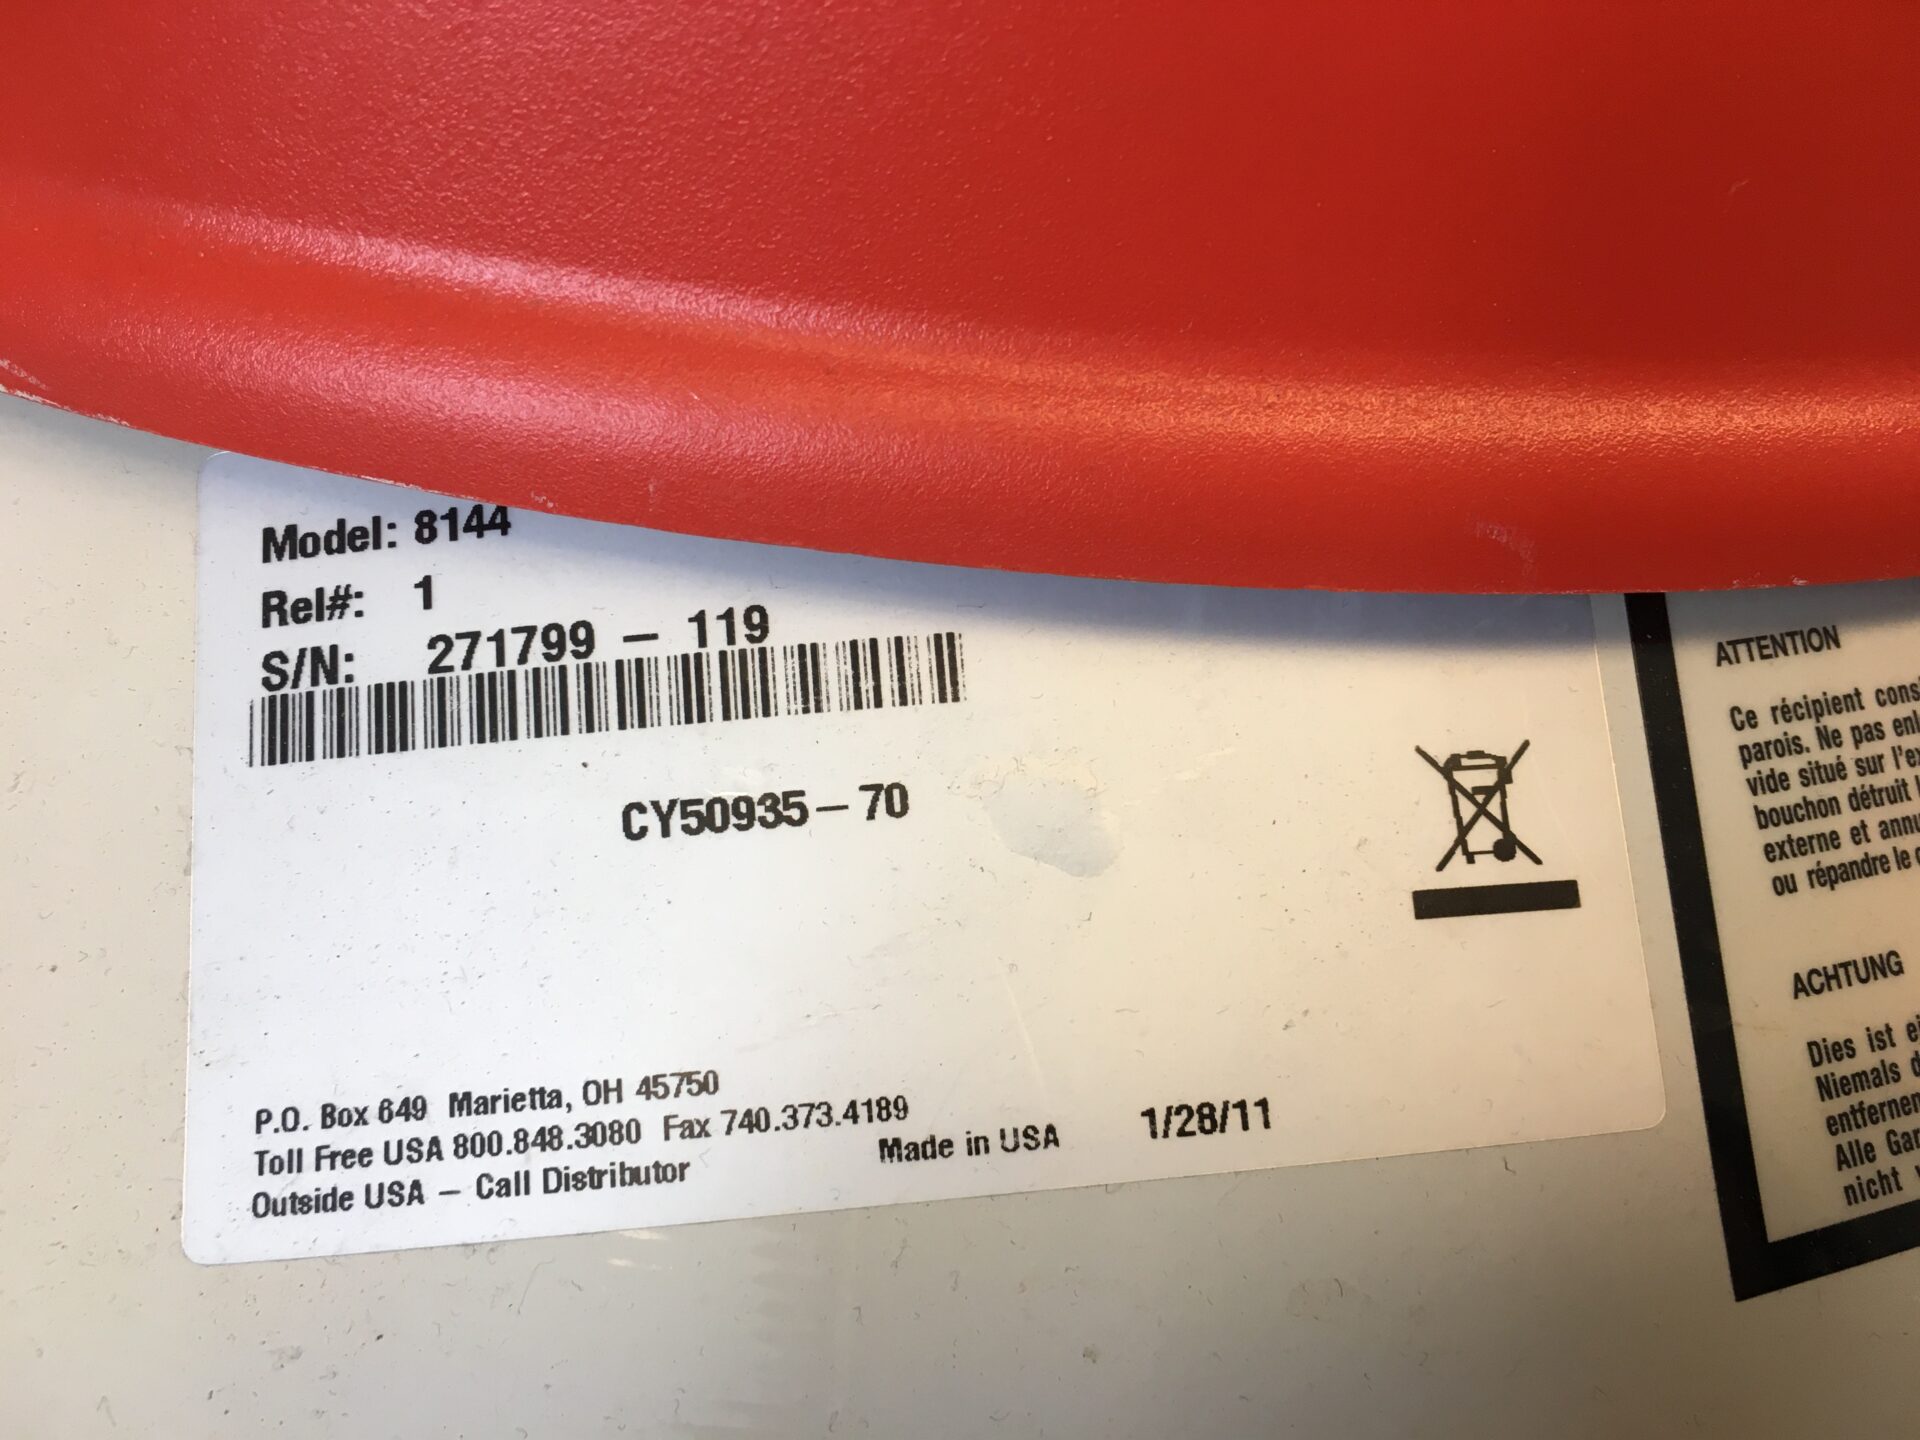 Model: 8144
Rel#: 1
S/N: 271799 – 119
CY50935–70
P.O. Box 649 Marietta, OH 45750
Toll Free USA 800.848.3080 Fax 740.373.4189
Outside USA – Call Distributor
Made in USA
1/28/11
ATTENTION
Ce récipient
parois. Ne pas
vide situé sur
bouchon détruit
externe et
ou répandre le
ACHTUNG
Dies ist
Niemals
Alle
nicht